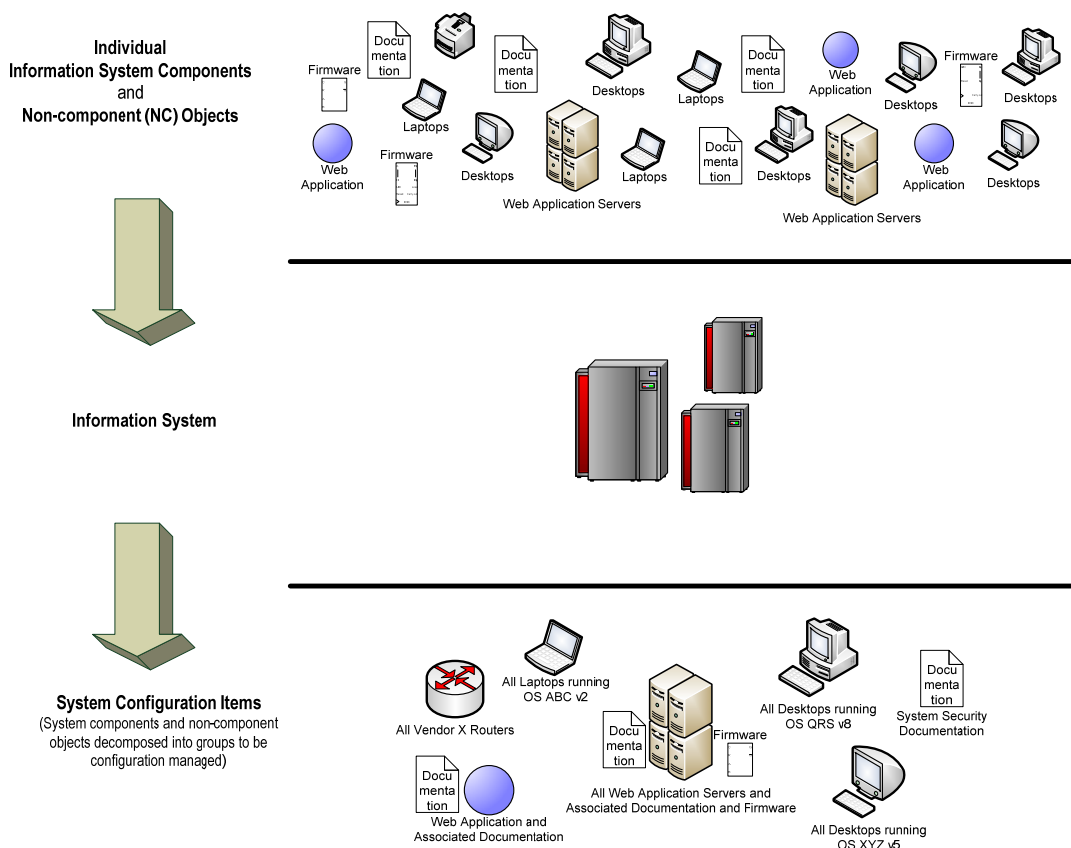 Individual
Information System Components
and
Non-component (NC) Objects
Docu
menta
tion
Firmware
Docu
menta
tion
Desktops
Laptops
Laptops
Docu
menta
tion
Web
Application
Desktops
Firmware
Desktops
Web
Application
Firmware
Desktops
Laptops
Web Application Servers
Docu
menta
tion
Desktops
Web Application Servers
Web
Application
Desktops
Information System
System Configuration Items
(System components and non-component
objects decomposed into groups to be
configuration managed)
All Vendor X Routers
All Laptops running
OS ABC v2
Docu
menta
tion
Firmware
All Web Application Servers and
Associated Documentation and Firmware
All Desktops running
OS QRS v8
Docu
menta
tion
System Security
Documentation
Docu
menta
tion
Web Application and
Associated Documentation
All Desktops running
OS XYZ v5